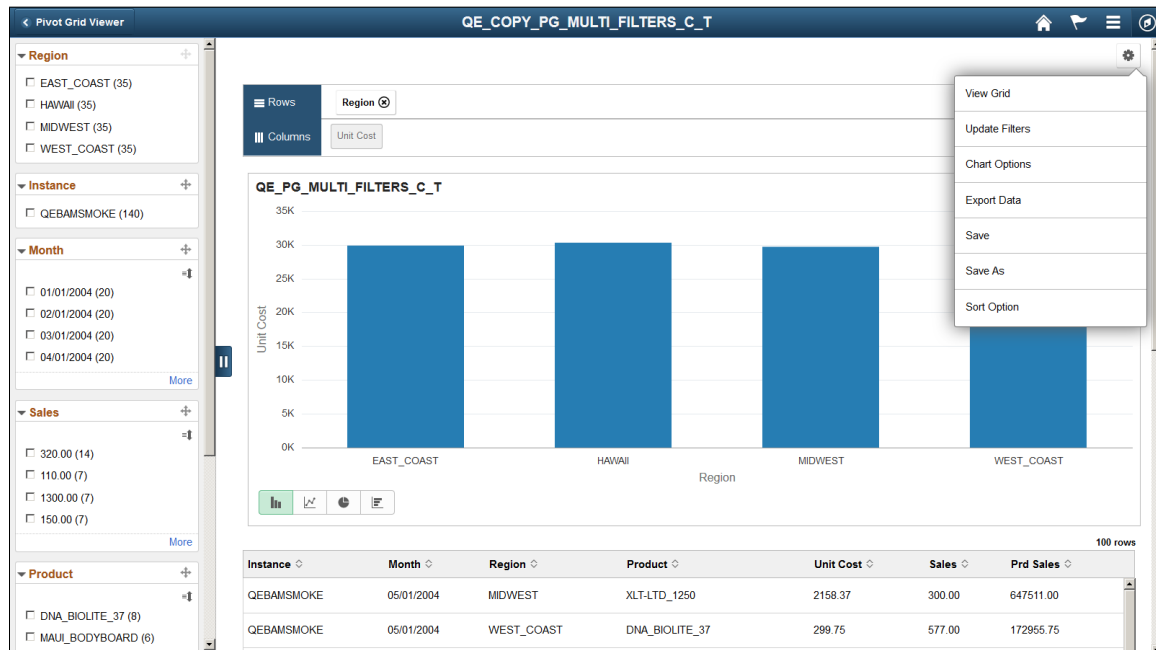 Pivot Grid Viewer
QE_COPY_PG_MULTI_FILTERS_C_T
Region
EAST_COAST (35)
HAWAII (35)
MIDWEST (35)
WEST_COAST (35)
Instance
QEBAMSMOKE (140)
Month
01/01/2004 (20)
02/01/2004 (20)
03/01/2004 (20)
04/01/2004 (20)
More
Sales
320.00 (14)
110.00 (7)
1300.00 (7)
150.00 (7)
More
Product
DNA_BIOLITE_37 (8)
MAUI_BODYBOARD (6)
Rows
Region
Columns
Unit Cost
View Grid
Update Filters
Chart Options
Export Data
Save
Save As
Sort Option
QE_PG_MULTI_FILTERS_C_T
35K
30K
25K
20K
15K
10K
5K
0K
Unit Cost
EAST_COAST HAWAII MIDWEST WEST_COAST
Region
100 rows
Instance Month Region Product Unit Cost Sales Prd Sales
QEBAMSMOKE 05/01/2004 MIDWEST XLT-LTD_1250 2158.37 300.00 647511.00
QEBAMSMOKE 05/01/2004 WEST_COAST DNA_BIOLITE_37 299.75 577.00 172955.75